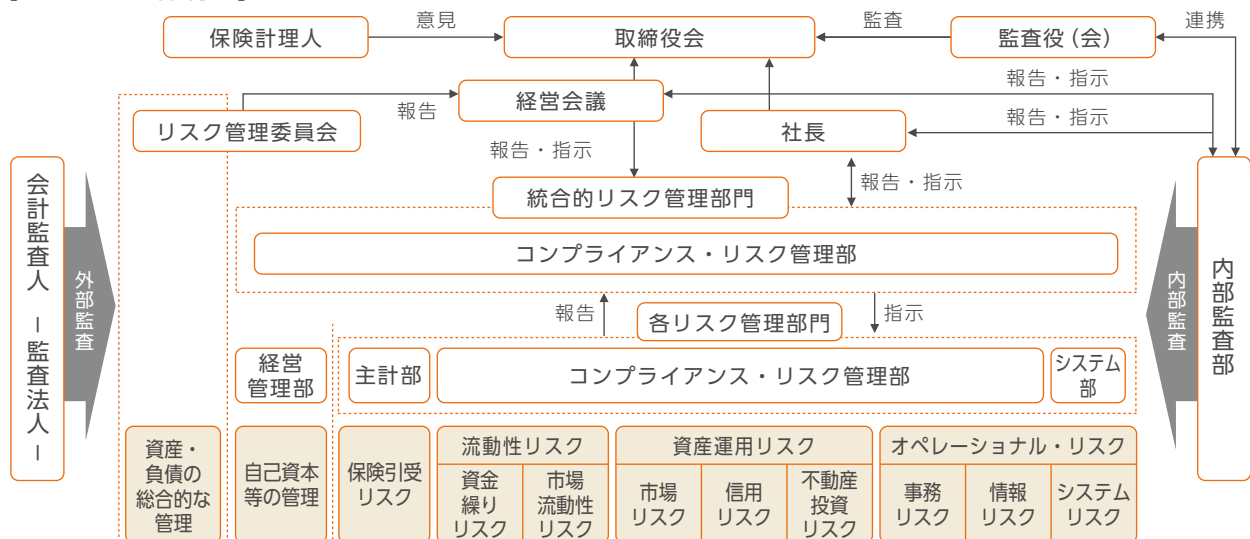 保険計理人
意見
取締役会
監査
監査役（会）
連携
報告・指示
経営会議
報告
リスク管理委員会
社長
報告・指示
報告・指示
報告・指示
統合的リスク管理部門
コンプライアンス・リスク管理部
会計監査人 ー 監査法人 ー
外部監査
内部監査
内部監査部
報告
各リスク管理部門
指示
経営
管理部
主計部
コンプライアンス・リスク管理部
システム
部
資産・
負債の
総合的な
管理
自己資本
等の管理
保険引受
リスク
流動性リスク
資金
繰り
リスク
市場
流動性
リスク
資産運用リスク
市場
リスク
信用
リスク
不動産
投資
リスク
オペレーショナル・リスク
事務
リスク
情報
リスク
システム
リスク